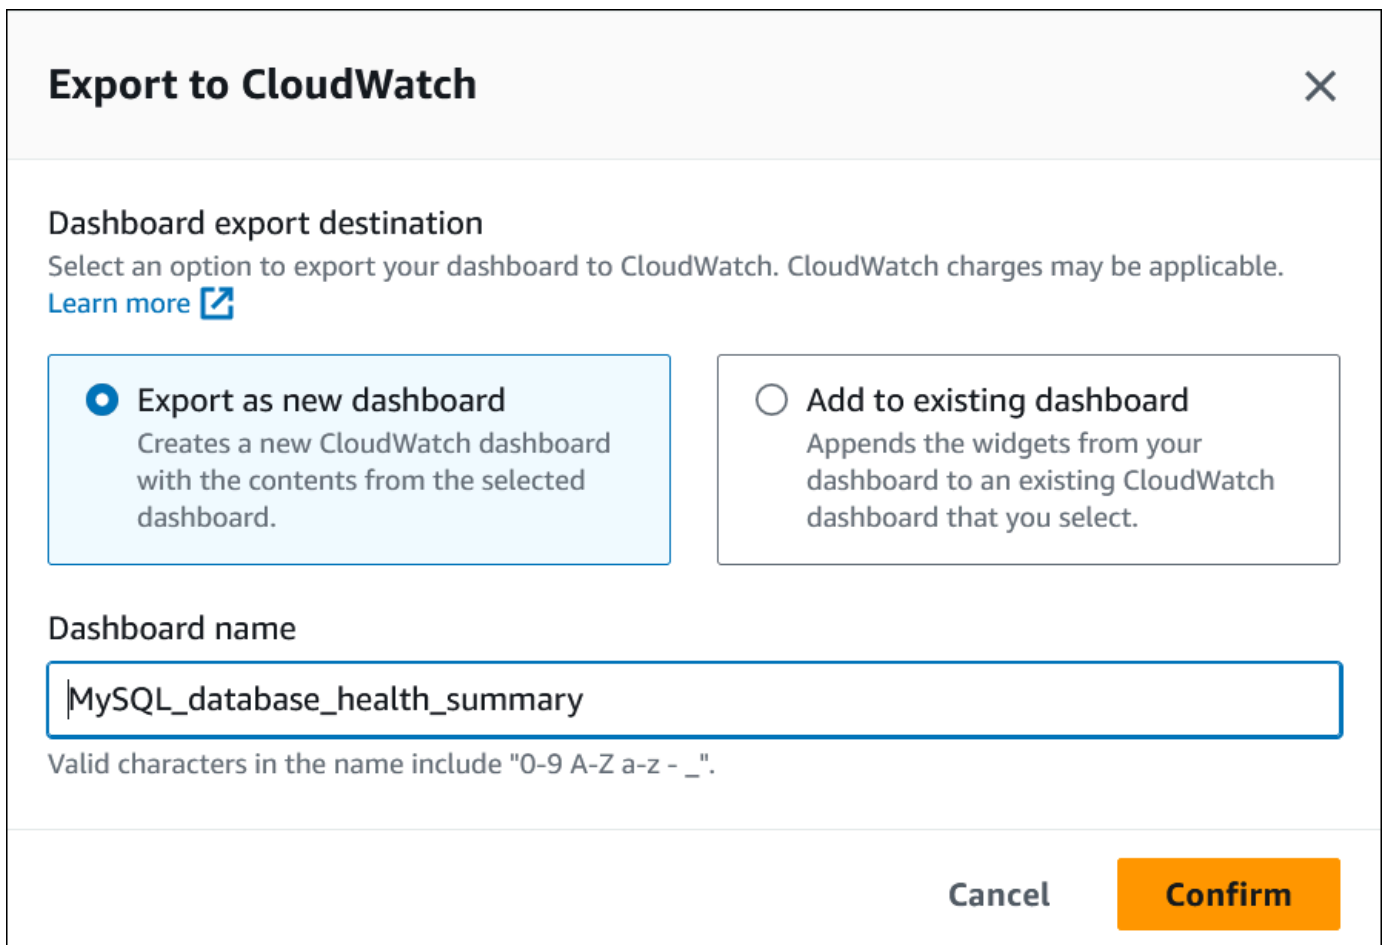 Export to CloudWatch
Dashboard export destination
Select an option to export your dashboard to CloudWatch. CloudWatch charges may be applicable.
Learn more
Export as new dashboard
Creates a new CloudWatch dashboard
with the contents from the selected
dashboard.
Add to existing dashboard
Appends the widgets from your
dashboard to an existing CloudWatch
dashboard that you select.
Dashboard name
MySQL_database_health_summary
Valid characters in the name include "0-9 A-Z a-z - _".
Cancel
Confirm